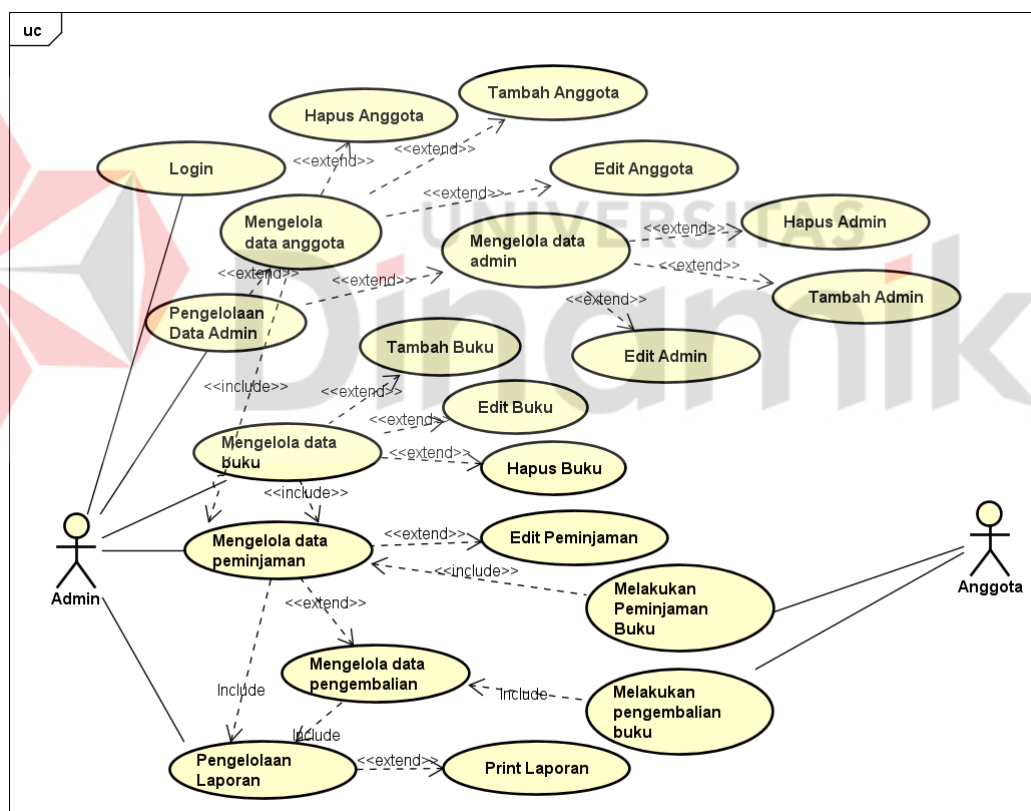 uc
Tambah Anggota
Hapus Anggota
<<extend>>
<<extend>>
Login
Edit Anggota
<<extend>>
UNIVERSITAS
Dinamika
Mengelola
data anggota
Mengelola data
admin
Hapus Admin
<<extend>>
<<extend>>
<<extend>>
<<extend>>
Tambah Admin
Pengelolaan
Data Admin
<<extend>>
Edit Admin
Tambah Buku
<<include>>
<<extend>>
Edit Buku
<<extend>>
Mengelola data
buku
<<extend>>
Hapus Buku
<<include>>
Mengelola data
peminjaman
<<extend>>
Edit Peminjaman
<<include>>
Melakukan
Peminjaman
Buku
Admin
Anggota
<<extend>>
Mengelola data
pengembalian
Include
Include
Melakukan
pengembalian
buku
Include
Pengelolaan
Laporan
<<extend>>
Print Laporan